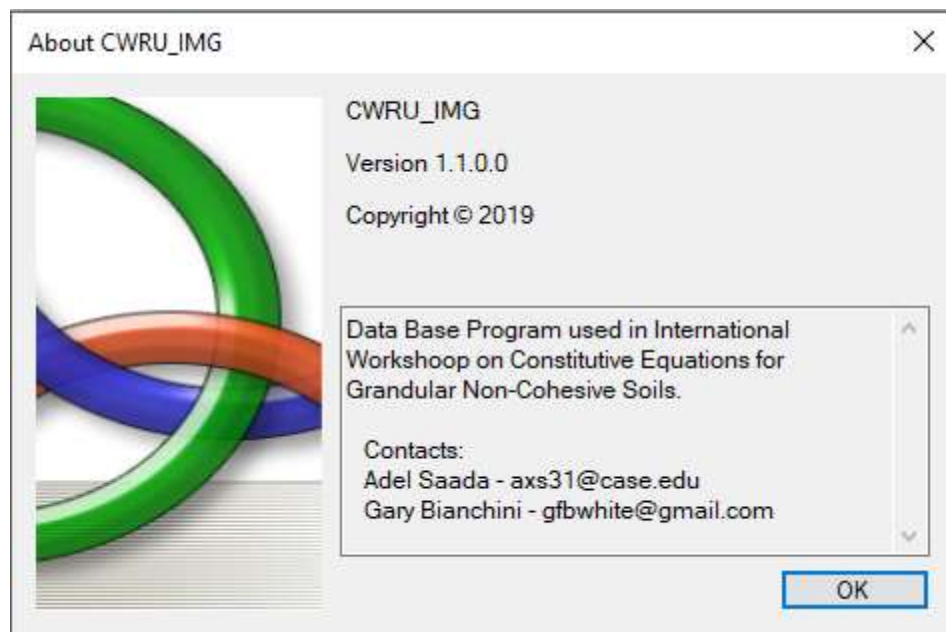 About CWRU_IMG
CWRU_IMG
Version 1.1.0.0
Copyright © 2019
Data Base Program used in International
Workshoop on Constitutive Equations for
Grandular Non-Cohesive Soils.
Contacts:
Adel Saada - axs31@case.edu
Gary Bianchini - gfbwhite@gmail.com
OK